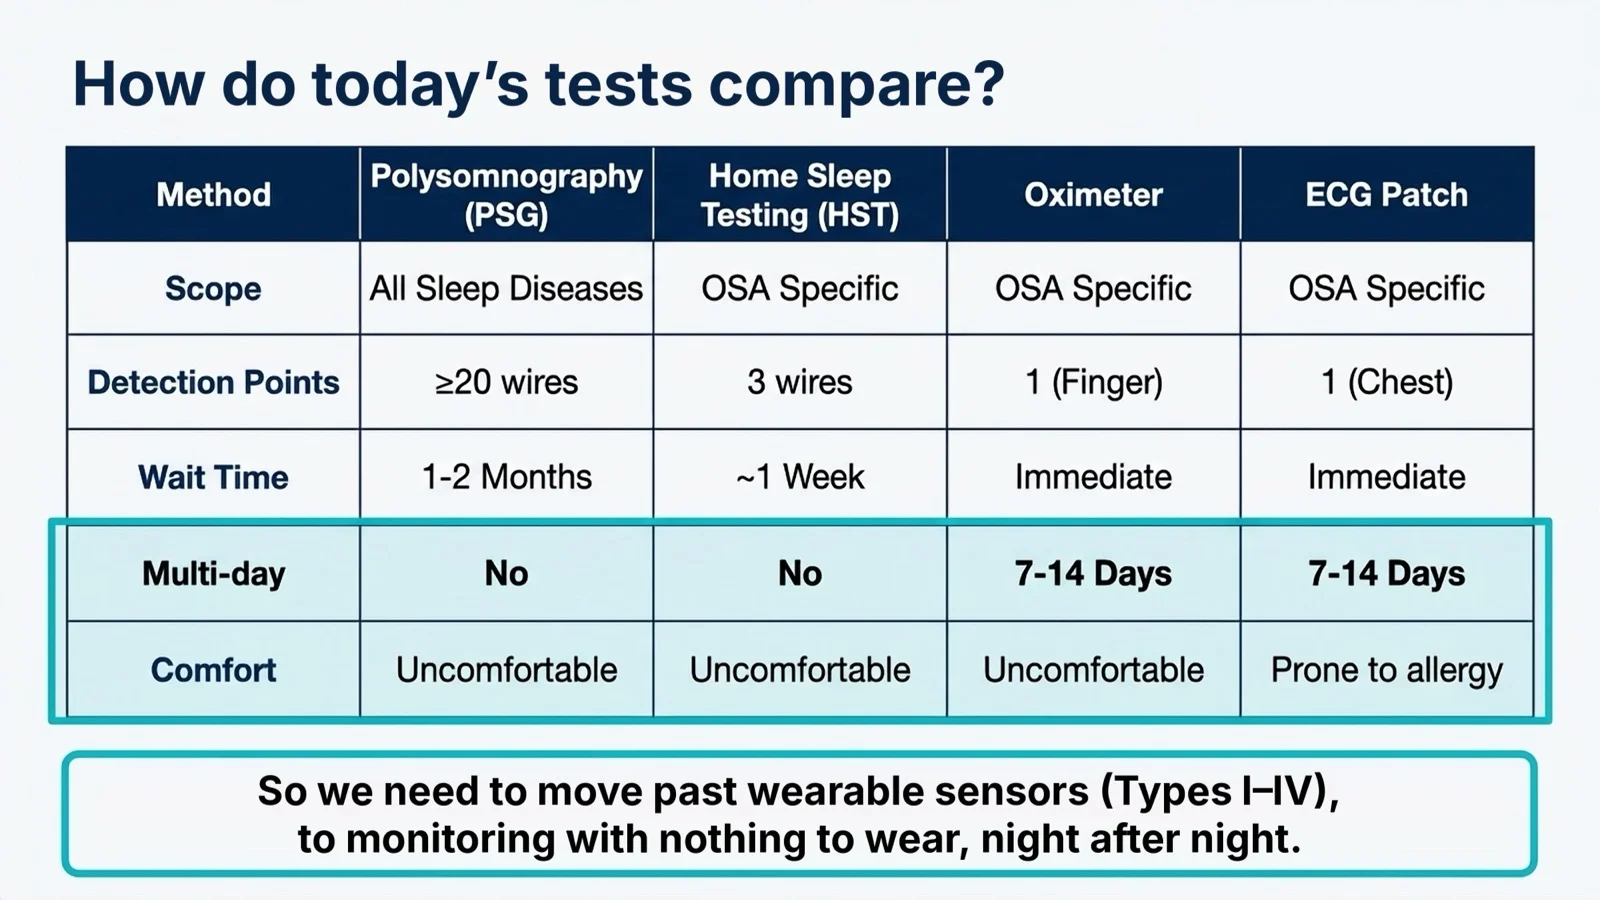 How do today’s tests compare?
Method
Polysomnography
(PSG)
Home Sleep
Testing (HST)
Oximeter
ECG Patch
Scope
All Sleep Diseases
OSA Specific
OSA Specific
OSA Specific
Detection Points
≥20 wires
3 wires
1 (Finger)
1 (Chest)
Wait Time
1-2 Months
~1 Week
Immediate
Immediate
Multi-day
No
No
7-14 Days
7-14 Days
Comfort
Uncomfortable
Uncomfortable
Uncomfortable
Prone to allergy
So we need to move past wearable sensors (Types I–IV),
to monitoring with nothing to wear, night after night.